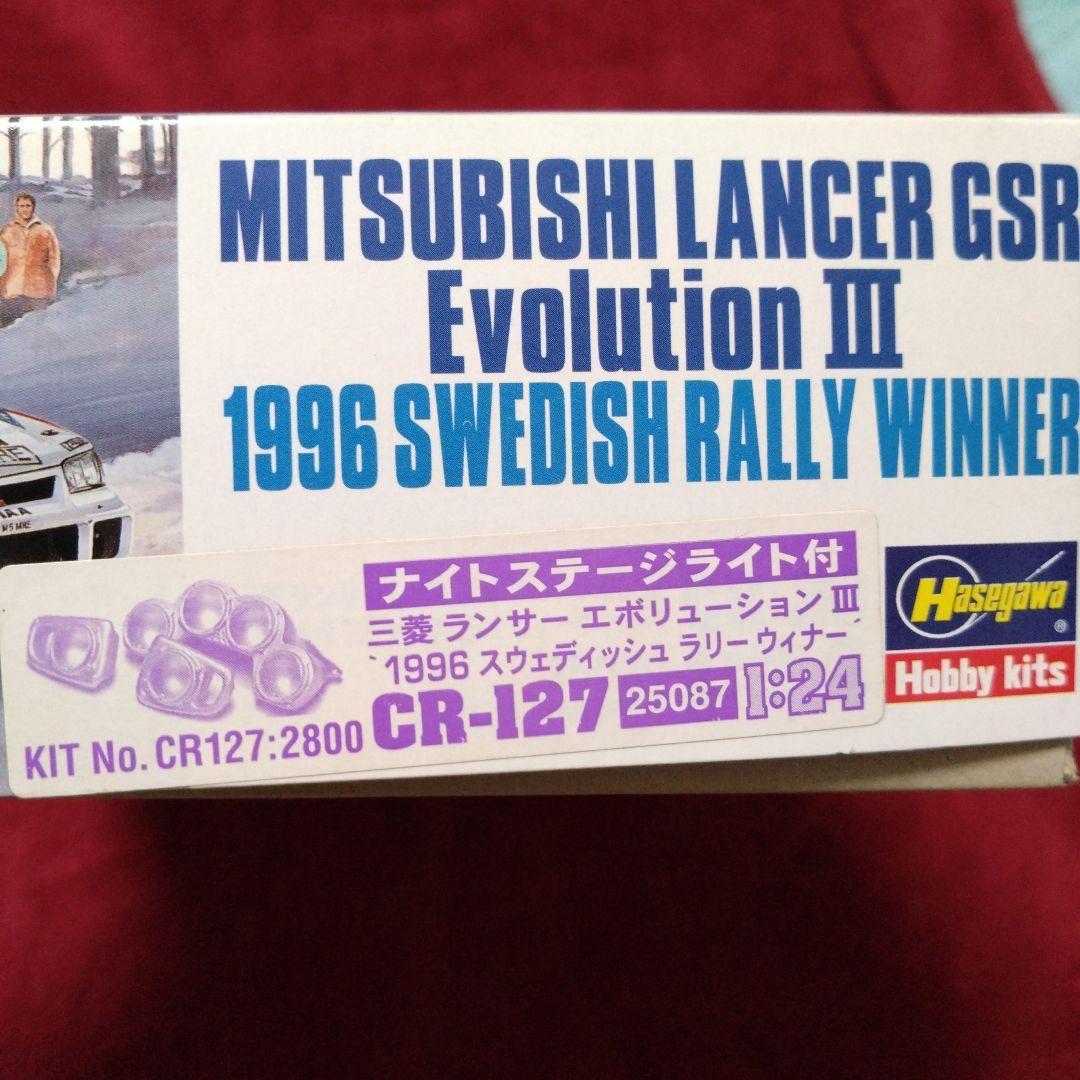 MITSUBISHI LANCER GSR
Evolution III
1996 SWEDISH RALLY WINNER
M5 MRE
ナイトステージライト付
三菱 ランサー エボリューション III
`1996 スウェディッシュ ラリー ウィナー´
KIT No. CR127:2800
CR-127
25087
1:24
Hasegawa
®
Hobby kits